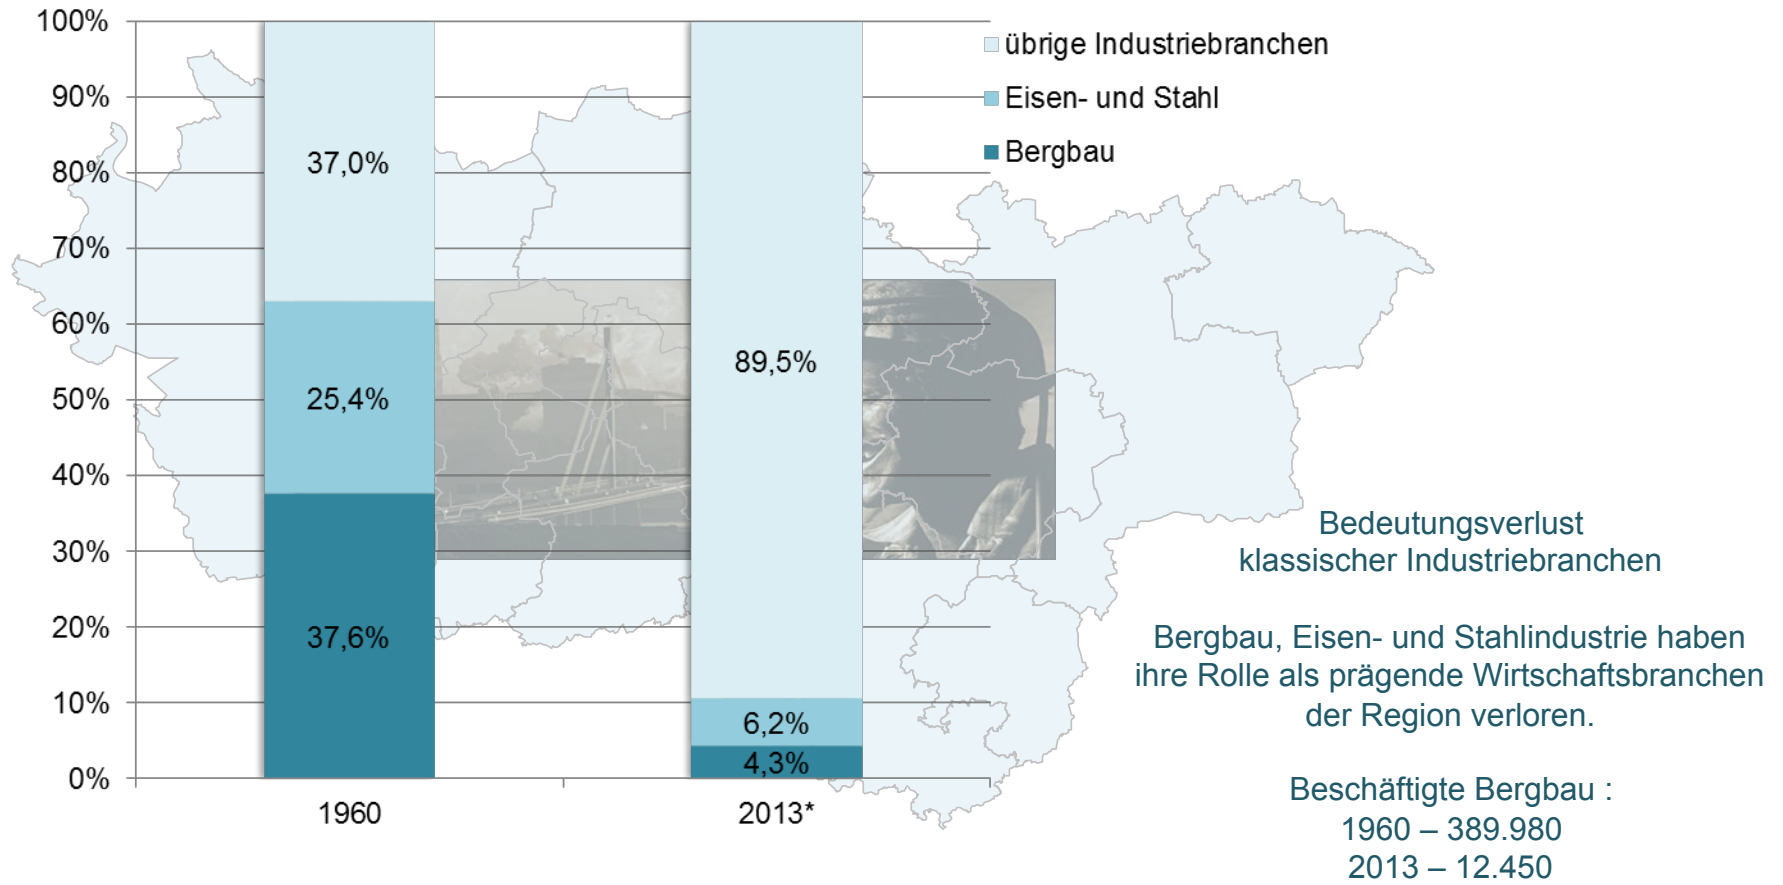 100%
90%
80%
70%
60%
50%
40%
30%
20%
10%
0%
37,0%
25,4%
37,6%
89,5%
6,2%
4,3%
1960
2013*
übrige Industriebranchen
Eisen- und Stahl
Bergbau
Bedeutungsverlust
klassischer Industriebranchen
Bergbau, Eisen- und Stahlindustrie haben
ihre Rolle als prägende Wirtschaftsbranchen
der Region verloren.
Beschäftigte Bergbau :
1960 – 389.980
2013 – 12.450